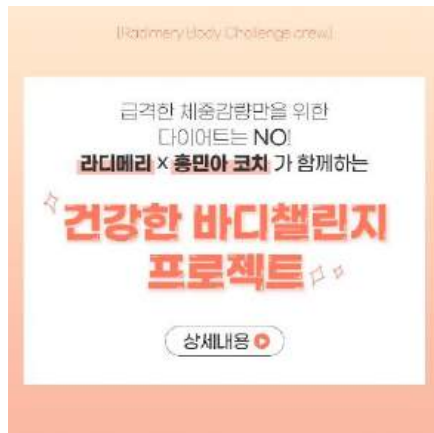 [Radimery Body Challenge crew]
급격한 체중감량만을 위한
다이어트는 NO!
라디메리 x 홍민아 코치 가 함께하는
건강한 바디챌린지
프로젝트
상세내용